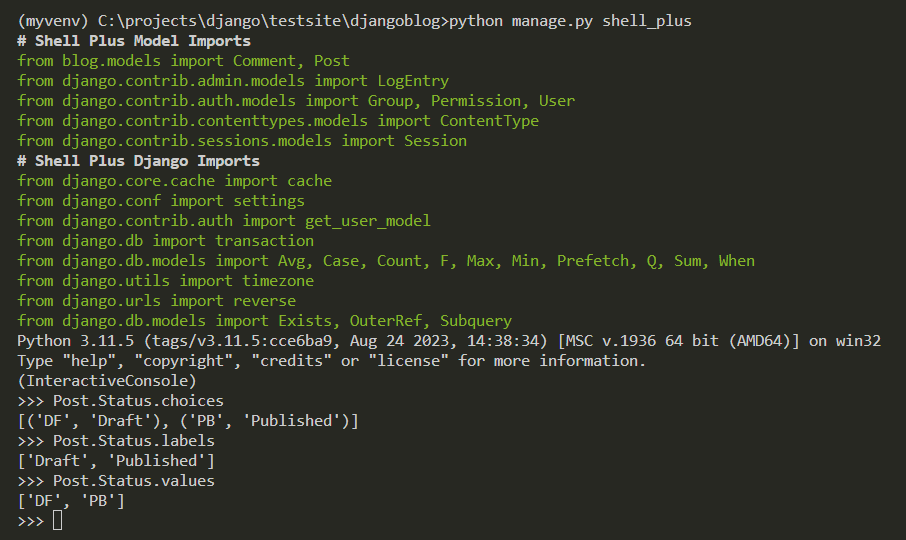 (myvenv) C:\projects\django\testsite\djangoblog>python manage.py shell_plus
# Shell Plus Model Imports
from blog.models import Comment, Post
from django.contrib.admin.models import LogEntry
from django.contrib.auth.models import Group, Permission, User
from django.contrib.contenttypes.models import ContentType
from django.contrib.sessions.models import Session
# Shell Plus Django Imports
from django.core.cache import cache
from django.conf import settings
from django.contrib.auth import get_user_model
from django.db import transaction
from django.db.models import Avg, Case, Count, F, Max, Min, Prefetch, Q, Sum, When
from django.utils import timezone
from django.urls import reverse
from django.db.models import Exists, OuterRef, Subquery
Python 3.11.5 (tags/v3.11.5:cce6ba9, Aug 24 2023, 14:38:34) [MSC v.1936 64 bit (AMD64)] on win32
Type "help", "copyright", "credits" or "license" for more information.
(InteractiveConsole)
>>> Post.Status.choices
[('DF', 'Draft'), ('PB', 'Published')]
>>> Post.Status.labels
['Draft', 'Published']
>>> Post.Status.values
['DF', 'PB']
>>>